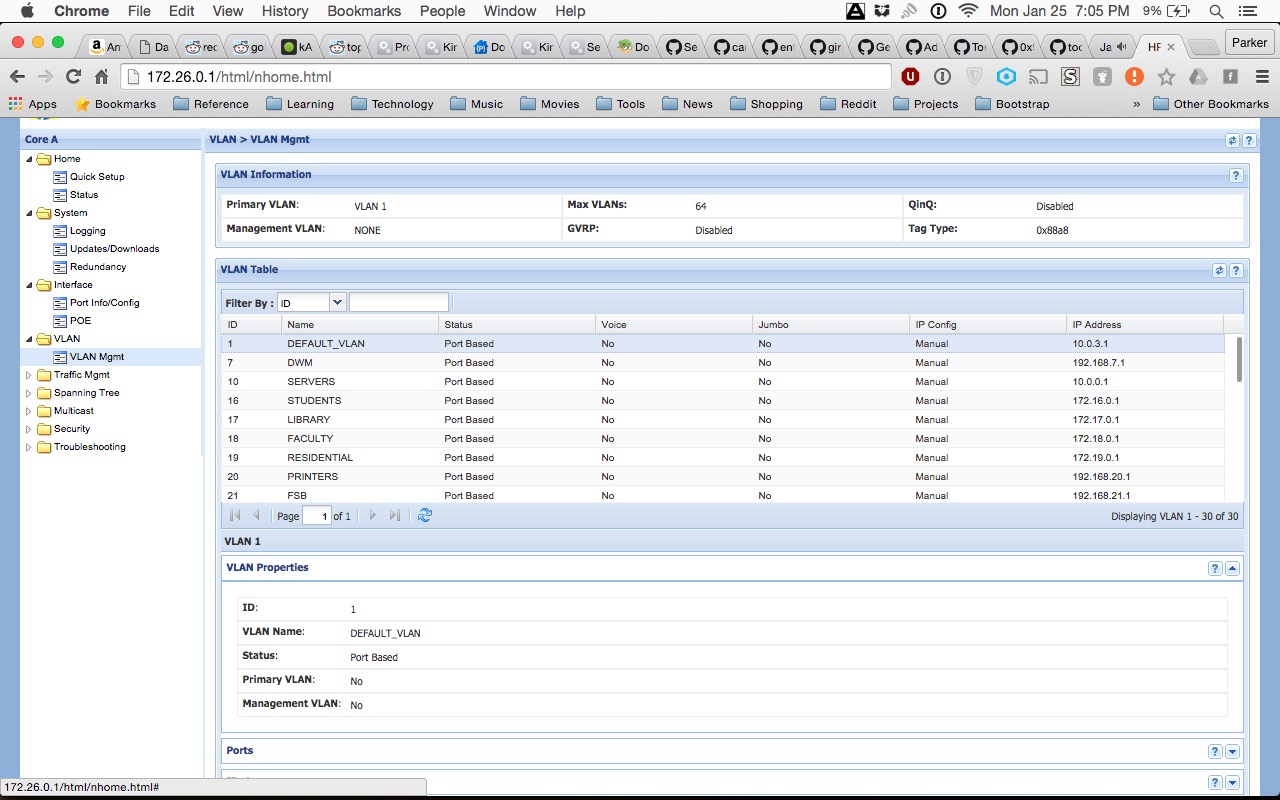 Chrome File Edit View History Bookmarks People Window Help Mon Jan 25 7:05 PM 9%
An Da rec go kA top Pro Kir Do Kir Se Do Se ca en gir Ge Ad To 0x too Ja HF Parker
172.26.0.1/html/nhome.html
Apps Bookmarks Reference Learning Technology Music Movies Tools News Shopping Reddit Projects Bootstrap » Other Bookmarks
Core A
Home
Quick Setup
Status
System
Logging
Updates/Downloads
Redundancy
Interface
Port Info/Config
POE
VLAN
VLAN Mgmt
Traffic Mgmt
Spanning Tree
Multicast
Security
Troubleshooting
VLAN > VLAN Mgmt
VLAN Information
Primary VLAN: VLAN 1 Max VLANs: 64 QinQ: Disabled
Management VLAN: NONE GVRP: Disabled Tag Type: 0x88a8
VLAN Table
Filter By : ID
ID Name Status Voice Jumbo IP Config IP Address
1 DEFAULT_VLAN Port Based No No Manual 10.0.3.1
7 DWM Port Based No No Manual 192.168.7.1
10 SERVERS Port Based No No Manual 10.0.0.1
16 STUDENTS Port Based No No Manual 172.16.0.1
17 LIBRARY Port Based No No Manual 172.17.0.1
18 FACULTY Port Based No No Manual 172.18.0.1
19 RESIDENTIAL Port Based No No Manual 172.19.0.1
20 PRINTERS Port Based No No Manual 192.168.20.1
21 FSB Port Based No No Manual 192.168.21.1
Page 1 of 1 Displaying VLAN 1 - 30 of 30
VLAN 1
VLAN Properties
ID: 1
VLAN Name: DEFAULT_VLAN
Status: Port Based
Primary VLAN: No
Management VLAN: No
Ports
172.26.0.1/html/nhome.html#